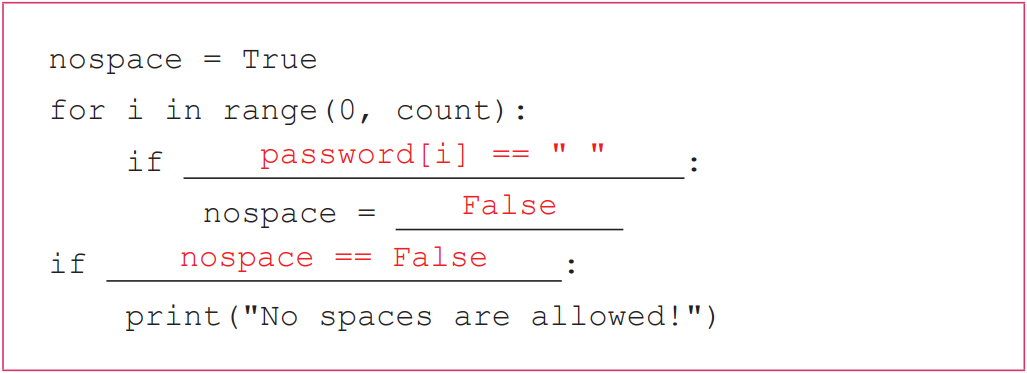 nospace = True
for i in range(0, count):
    if password[i] == " ":
        nospace = False
if nospace == False:
    print("No spaces are allowed!")